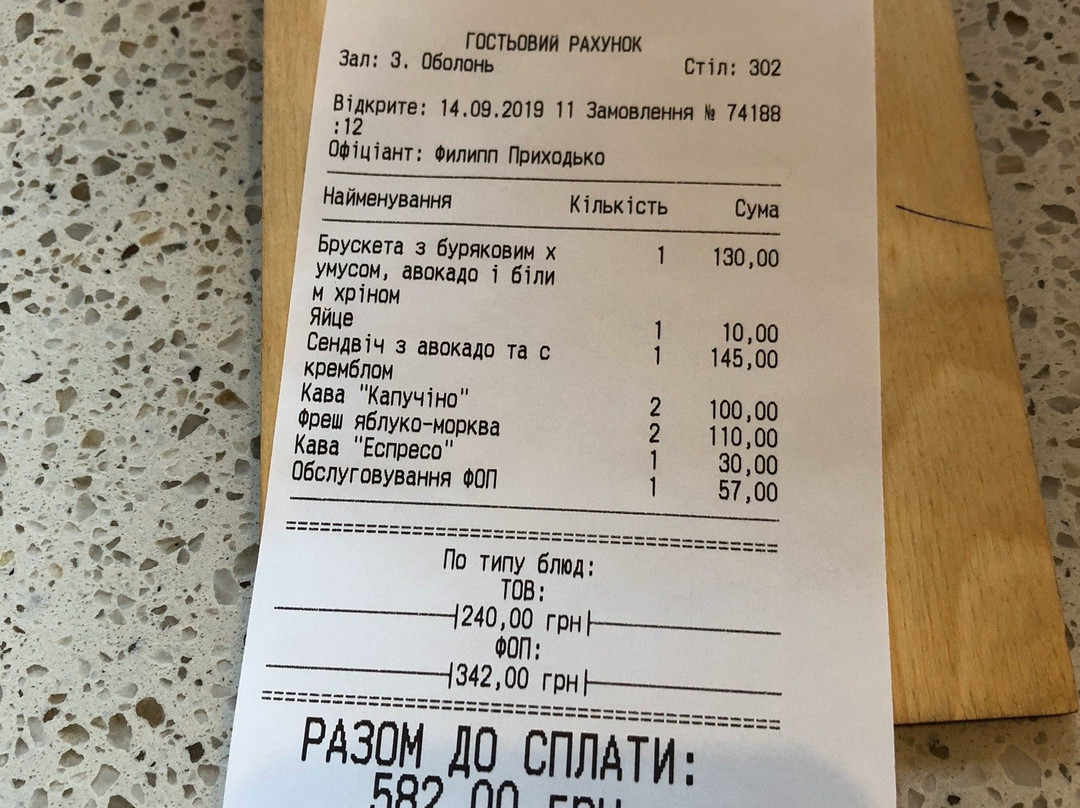 ГОСТЬОВИЙ РАХУНОК
Зал: З. Оболонь Стіл: 302
Відкрите: 14.09.2019 11 Замовлення № 74188
:12
Офіціант: Филипп Приходько
Найменування Кількість Сума
Брускета з буряковим х 1 130,00
умусом, авокадо і біли
м хріном
Яйце 1 10,00
Сендвіч з авокадо та с 1 145,00
кремблом
Кава "Капучіно" 2 100,00
Фреш яблуко-морква 2 110,00
Кава "Еспресо" 1 30,00
Обслуговування ФОП 1 57,00
По типу блюд:
ТОВ:
240,00 грн
ФОП:
342,00 грн
РАЗОМ ДО СПЛАТИ:
582,00 грн